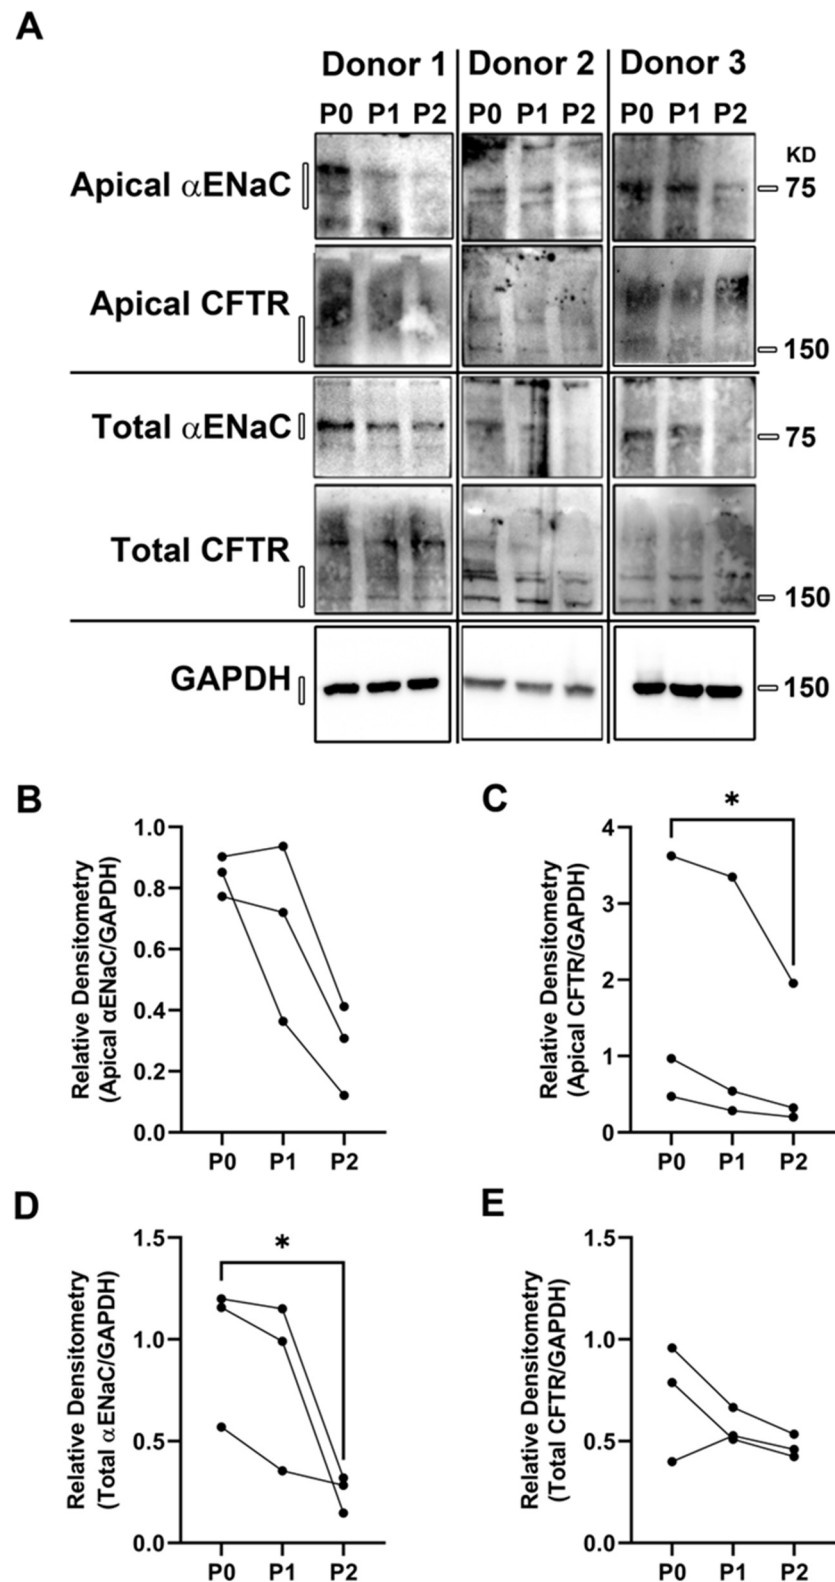 A
Donor 1 Donor 2 Donor 3
P0 P1 P2 P0 P1 P2 P0 P1 P2
KD
Apical αENaC 75
Apical CFTR 150
Total αENaC 75
Total CFTR 150
GAPDH 150
B
Relative Densitometry
(Apical αENaC/GAPDH)
1.0
0.8
0.6
0.4
0.2
0.0
P0 P1 P2
C
Relative Densitometry
(Apical CFTR/GAPDH)
*
4
3
2
1
0
P0 P1 P2
D
Relative Densitometry
(Total αENaC/GAPDH)
*
1.5
1.0
0.5
0.0
P0 P1 P2
E
Relative Densitometry
(Total CFTR/GAPDH)
1.5
1.0
0.5
0.0
P0 P1 P2